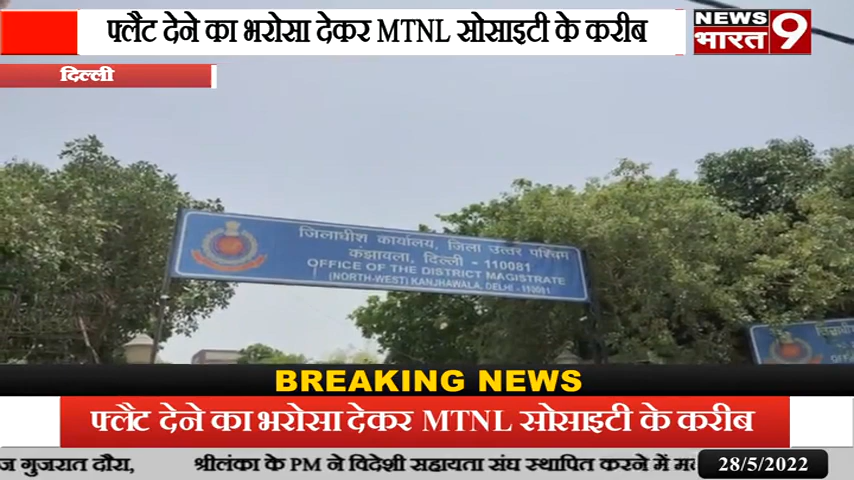 फ्लैट देने का भरोसा देकर MTNL सोसाइटी के करीब
NEWS
भारत 9
दिल्ली
जिलाधीश कार्यालय, जिला उत्तर पश्चिम
कंझावला, दिल्ली - 110081
OFFICE OF THE DISTRICT MAGISTRATE
(NORTH-WEST) KANJHAWALA, DELHI - 110081
BREAKING NEWS
फ्लैट देने का भरोसा देकर MTNL सोसाइटी के करीब
ज गुजरात दौरा, श्रीलंका के PM ने विदेशी सहायता संघ स्थापित करने में
28/5/2022